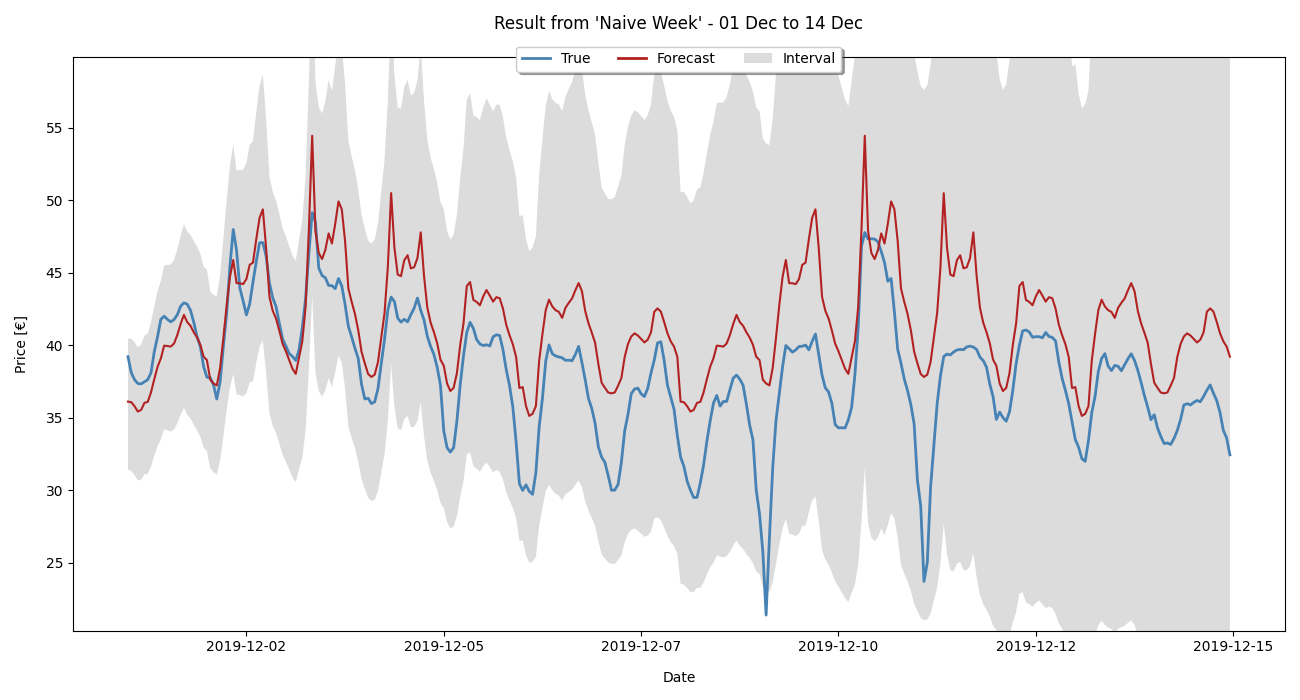 Result from 'Naive Week' - 01 Dec to 14 Dec
True Forecast Interval
Price [€]
55
50
45
40
35
30
25
2019-12-02 2019-12-05 2019-12-07 2019-12-10 2019-12-12 2019-12-15
Date